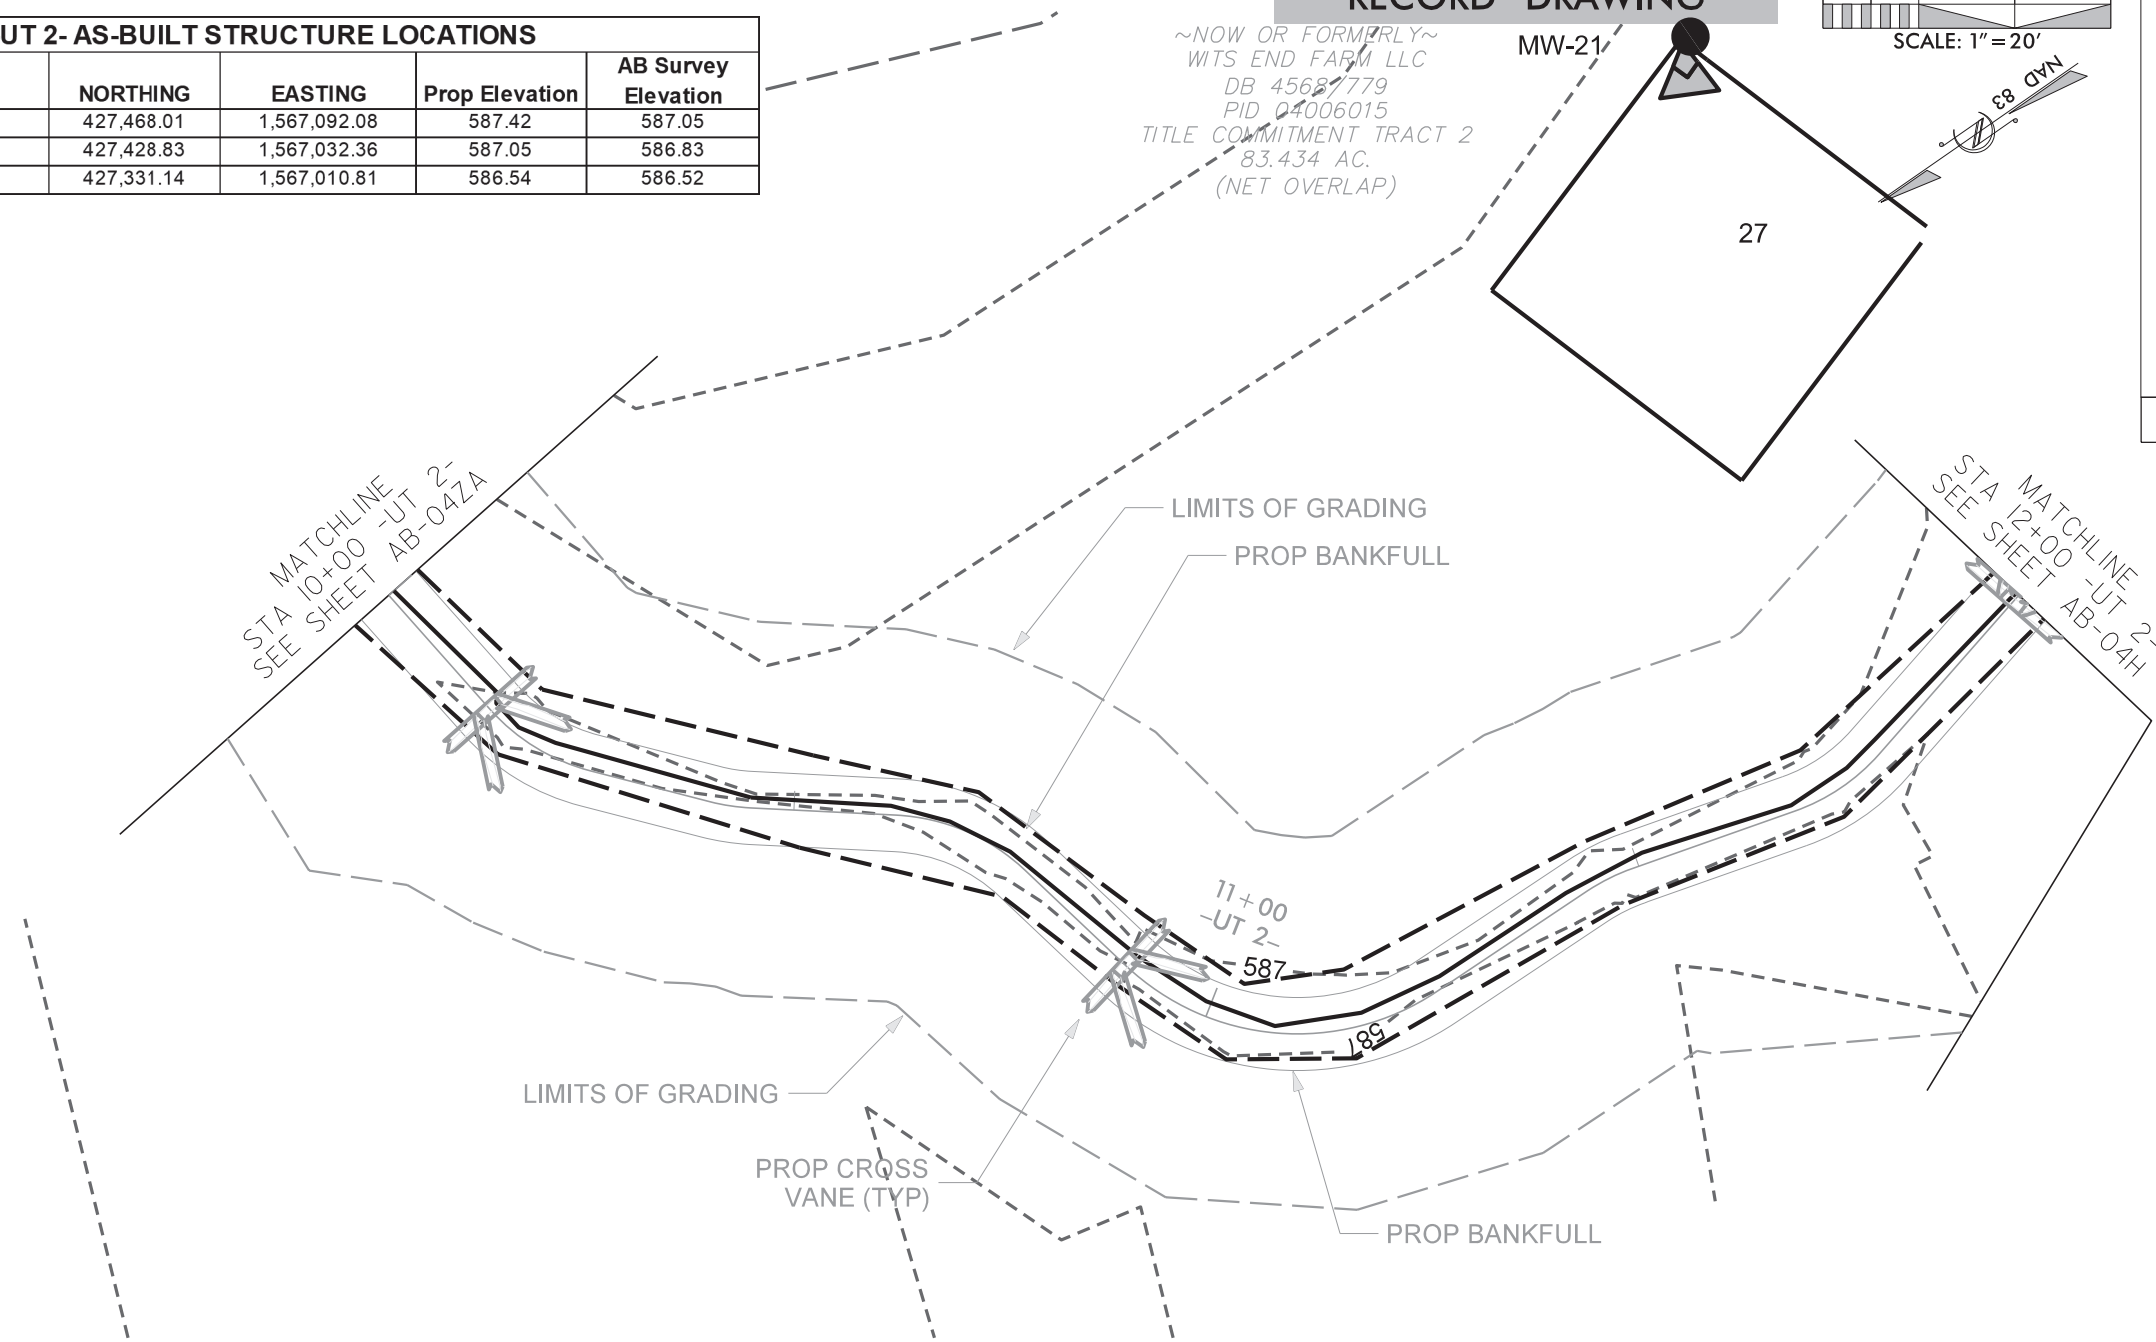 UT 2- AS-BUILT STRUCTURE LOCATIONS
NORTHING EASTING Prop Elevation AB Survey Elevation
427,468.01 1,567,092.08 587.42 587.05
427,428.83 1,567,032.36 587.05 586.83
427,331.14 1,567,010.81 586.54 586.52
RECORD DRAWING
~NOW OR FORMERLY~
WITS END FARM LLC
DB 4568/779
PID 04006015
TITLE COMMITMENT TRACT 2
83.434 AC.
(NET OVERLAP)
MW-21
SCALE: 1"=20'
NAD 83
27
MATCHLINE
STA 10+00 -UT 2-
SEE SHEET AB-04ZA
LIMITS OF GRADING
PROP BANKFULL
MATCHLINE
STA 12+00 -UT 2-
SEE SHEET AB-04H
11+00
-UT 2-
587
587
LIMITS OF GRADING
PROP CROSS
VANE (TYP)
PROP BANKFULL